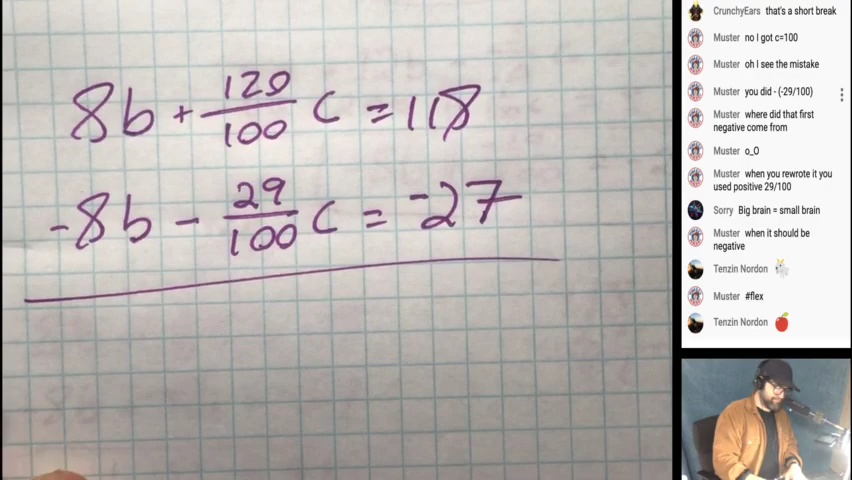 8b + 120/100 c = 118
-8b - 29/100 c = -27
CrunchyEars that's a short break
Muster no I got c=100
Muster oh I see the mistake
Muster you did - (-29/100)
Muster where did that first
negative come from
Muster o_O
Muster when you rewrote it you
used positive 29/100
Sorry Big brain = small brain
Muster when it should be
negative
Tenzin Nordon 🐐
Muster #flex
Tenzin Nordon 🍎